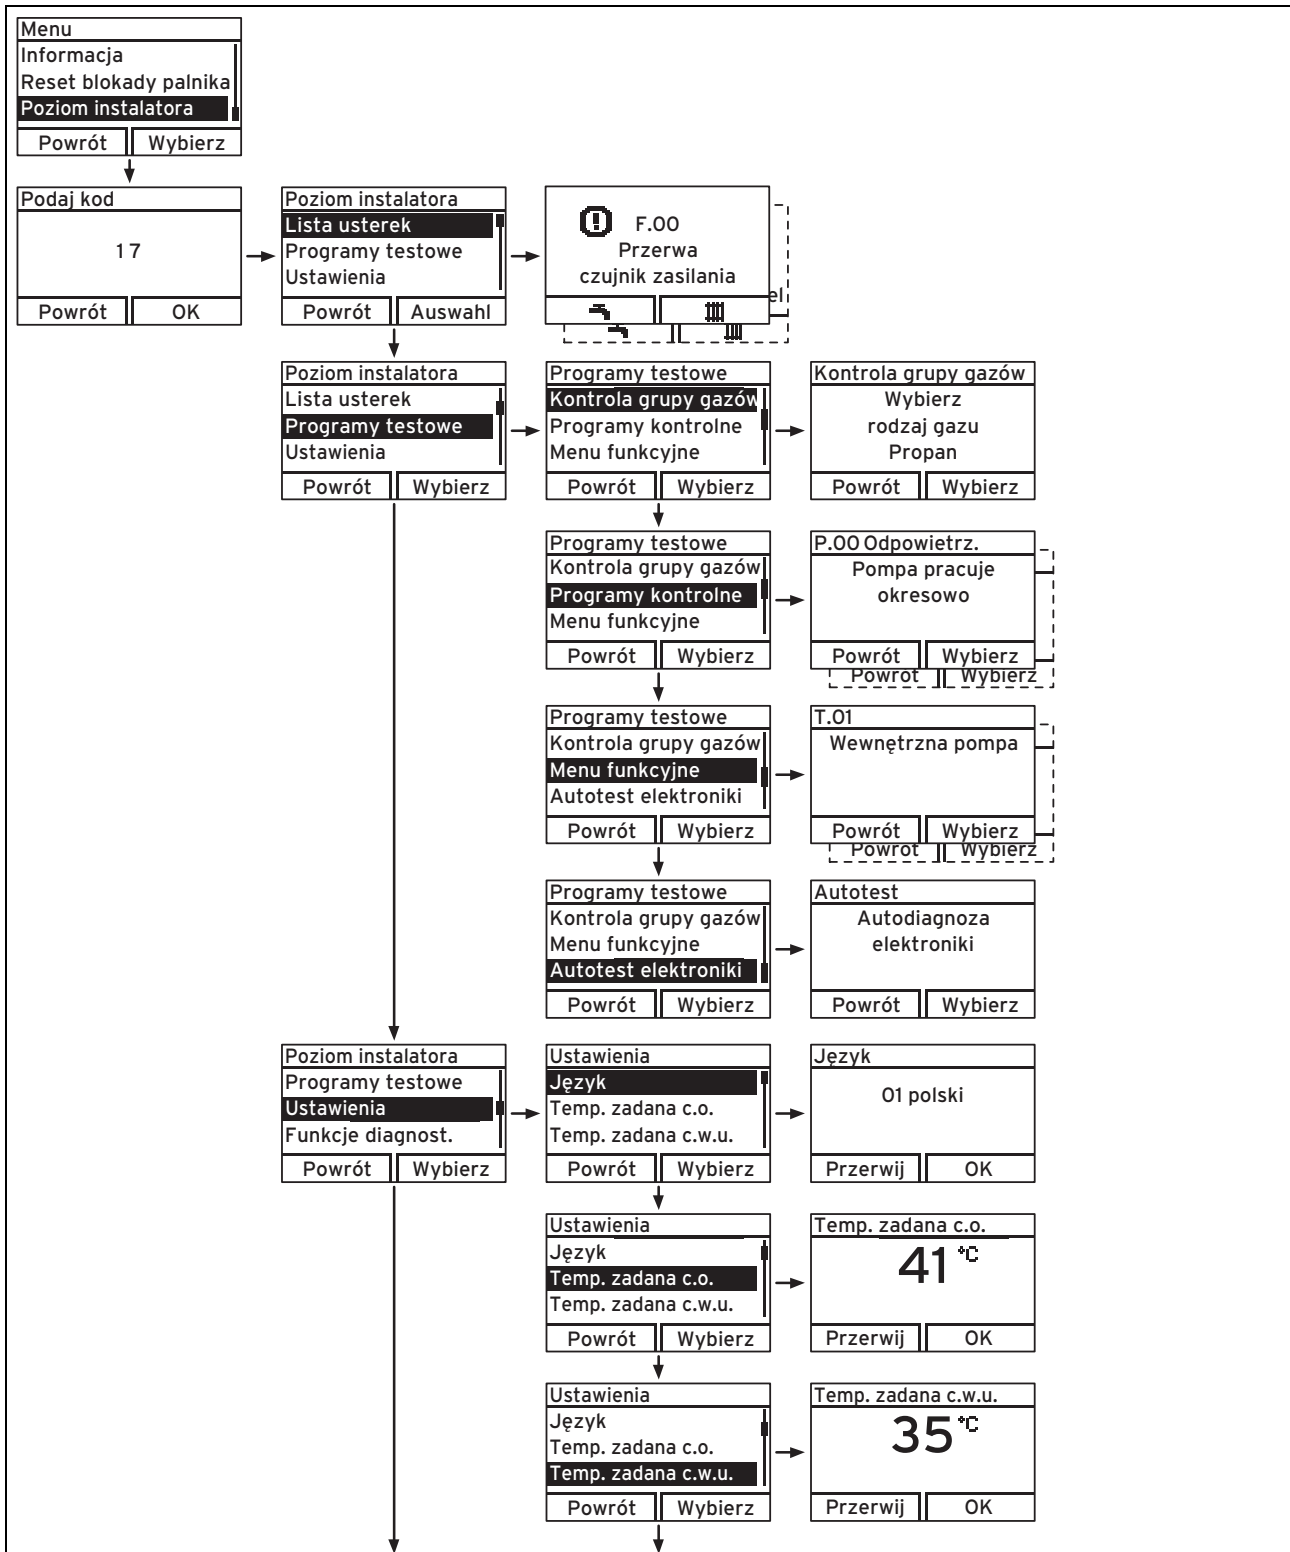 Menu
Informacja
Reset blokady palnika
Poziom instalatora
Powrót Wybierz
Podaj kod
17
Powrót OK
Poziom instalatora
Lista usterek
Programy testowe
Ustawienia
Powrót Auswahl
F.00
Przerwa
czujnik zasilania
el
Poziom instalatora
Lista usterek
Programy testowe
Ustawienia
Powrót Wybierz
Programy testowe
Kontrola grupy gazów
Programy kontrolne
Menu funkcyjne
Powrót Wybierz
Kontrola grupy gazów
Wybierz
rodzaj gazu
Propan
Powrót Wybierz
Programy testowe
Kontrola grupy gazów
Programy kontrolne
Menu funkcyjne
Powrót Wybierz
P.00 Odpowietrz.
Pompa pracuje
okresowo
Powrót Wybierz
Powrót Wybierz
Programy testowe
Kontrola grupy gazów
Menu funkcyjne
Autotest elektroniki
Powrót Wybierz
T.01
Wewnętrzna pompa
Powrót Wybierz
Powrót Wybierz
Programy testowe
Kontrola grupy gazów
Menu funkcyjne
Autotest elektroniki
Powrót Wybierz
Autotest
Autodiagnoza
elektroniki
Powrót Wybierz
Poziom instalatora
Programy testowe
Ustawienia
Funkcje diagnost.
Powrót Wybierz
Ustawienia
Język
Temp. zadana c.o.
Temp. zadana c.w.u.
Powrót Wybierz
Język
01 polski
Przerwij OK
Ustawienia
Język
Temp. zadana c.o.
Temp. zadana c.w.u.
Powrót Wybierz
Temp. zadana c.o.
41 °C
Przerwij OK
Ustawienia
Język
Temp. zadana c.o.
Temp. zadana c.w.u.
Powrót Wybierz
Temp. zadana c.w.u.
35 °C
Przerwij OK